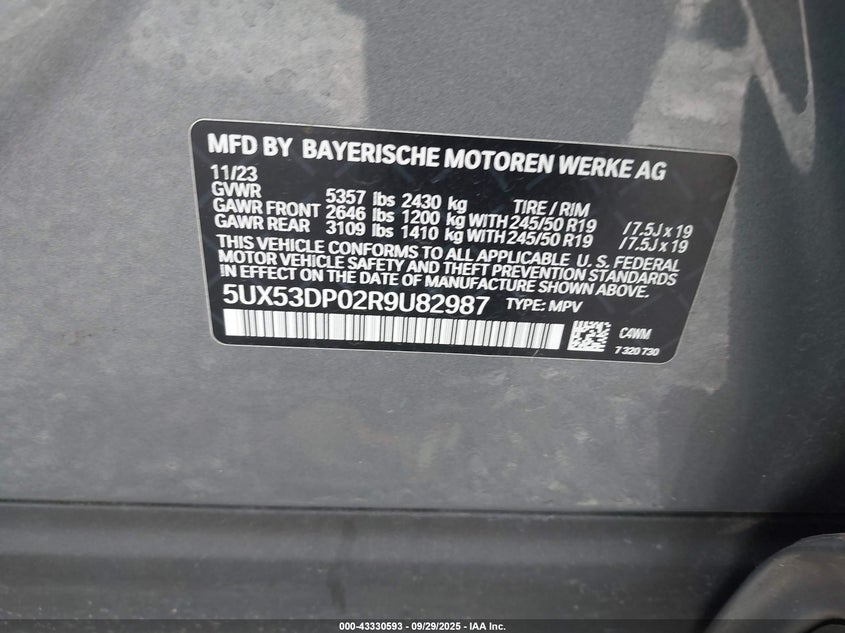 MFD BY BAYERISCHE MOTOREN WERKE AG
11/23
GVWR 5357 lbs 2430 kg TIRE / RIM
GAWR FRONT 2646 lbs 1200 kg WITH 245/50 R19 /7.5J x 19
GAWR REAR 3109 lbs 1410 kg WITH 245/50 R19 /7.5J x 19
THIS VEHICLE CONFORMS TO ALL APPLICABLE U. S. FEDERAL
MOTOR VEHICLE SAFETY AND THEFT PREVENTION STANDARDS
IN EFFECT ON THE DATE OF MANUFACTURE SHOWN ABOVE.
5UX53DP02R9U82987 TYPE: MPV
C4WM
7 320 730
000-43330593 - 09/29/2025 - IAA Inc.